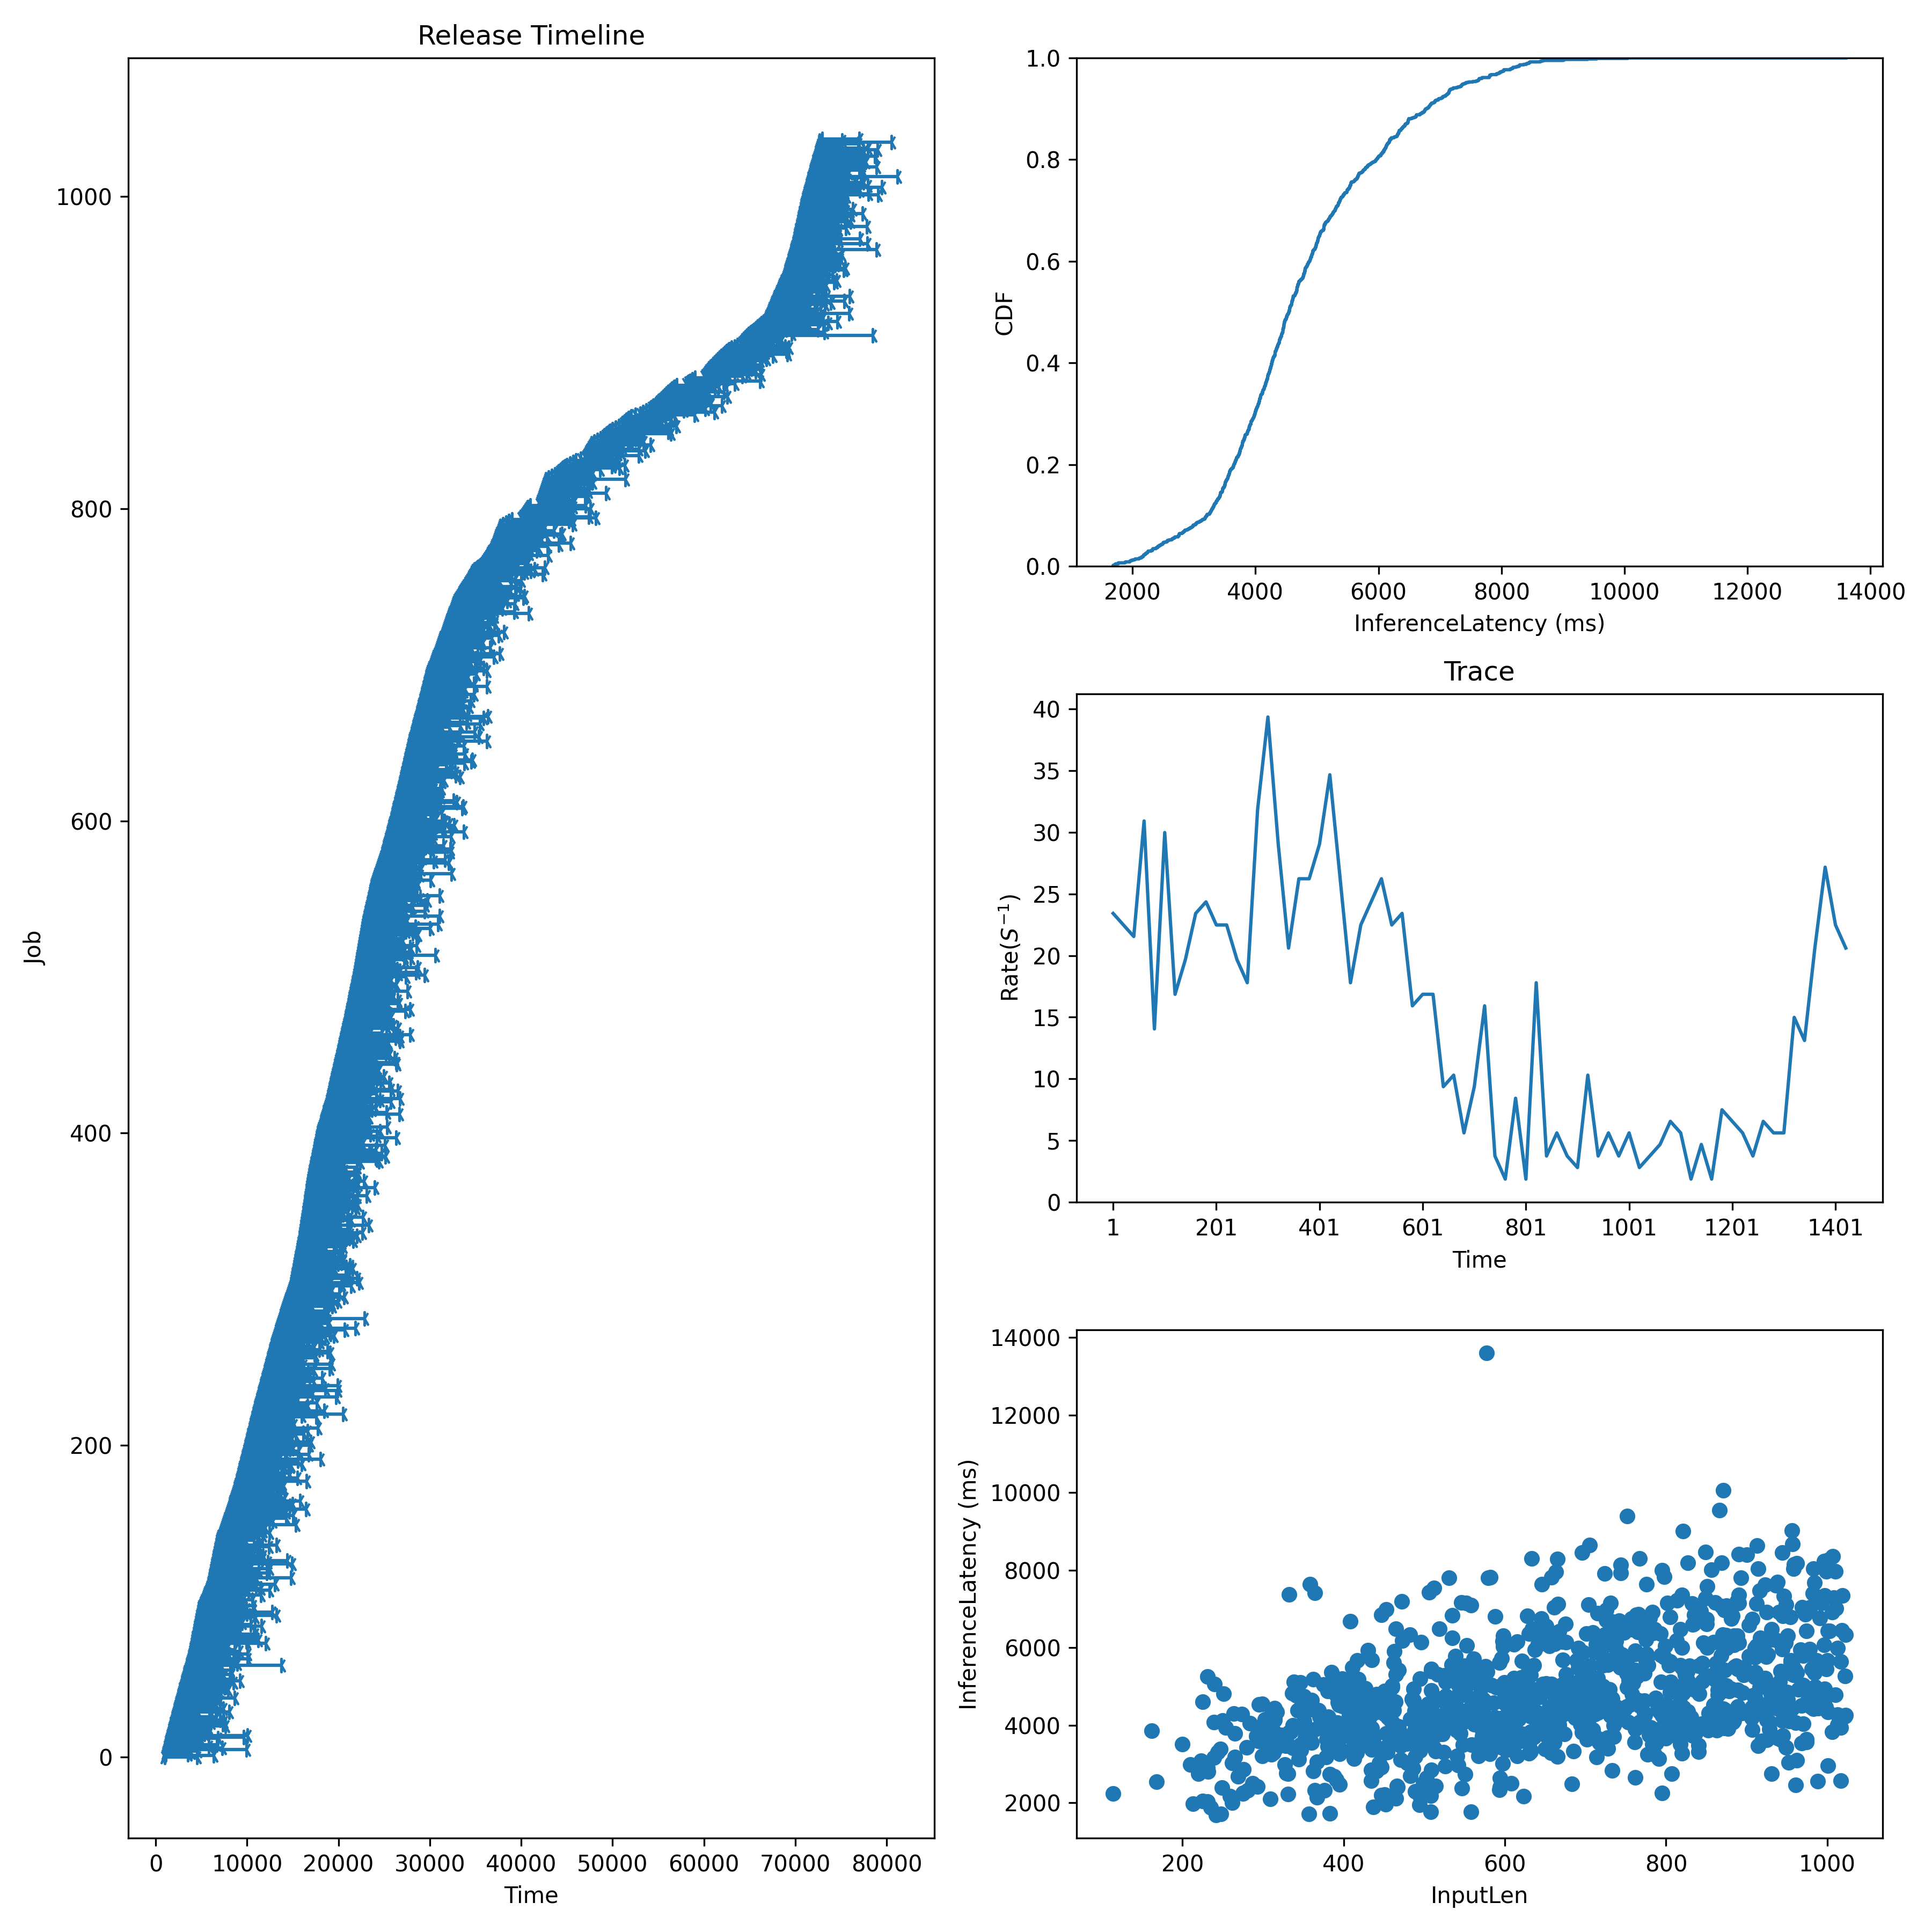 Release Timeline
Job
1000
800
600
400
200
0
0 10000 20000 30000 40000 50000 60000 70000 80000
Time
CDF
1.0
0.8
0.6
0.4
0.2
0.0
2000 4000 6000 8000 10000 12000 14000
InferenceLatency (ms)
Trace
Rate(S⁻¹)
40
35
30
25
20
15
10
5
0
1 201 401 601 801 1001 1201 1401
Time
InferenceLatency (ms)
14000
12000
10000
8000
6000
4000
2000
200 400 600 800 1000
InputLen